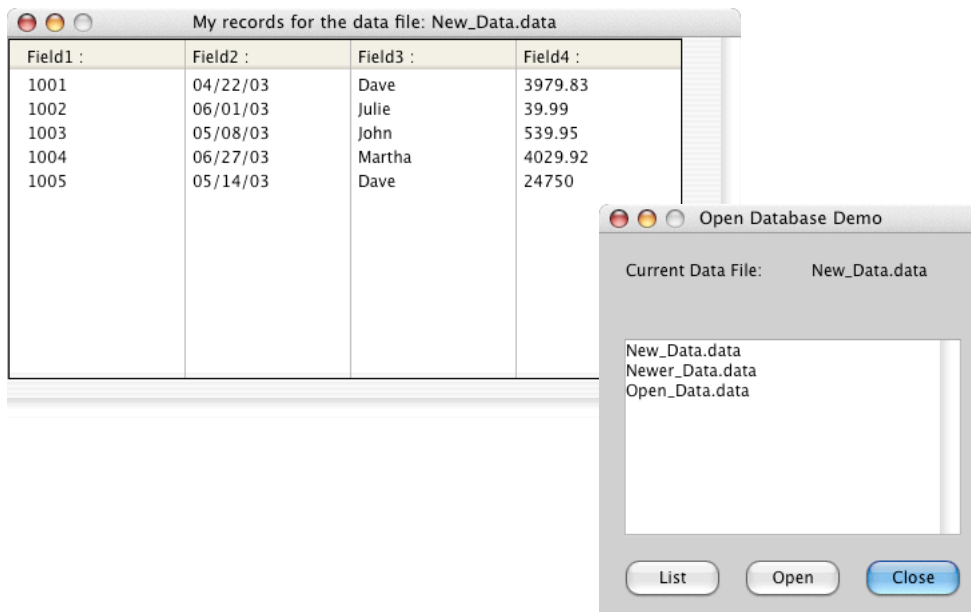 My records for the data file: New_Data.data
Field1 : Field2 : Field3 : Field4 :
1001 04/22/03 Dave 3979.83
1002 06/01/03 Julie 39.99
1003 05/08/03 John 539.95
1004 06/27/03 Martha 4029.92
1005 05/14/03 Dave 24750
Open Database Demo
Current Data File: New_Data.data
New_Data.data
Newer_Data.data
Open_Data.data
List Open Close